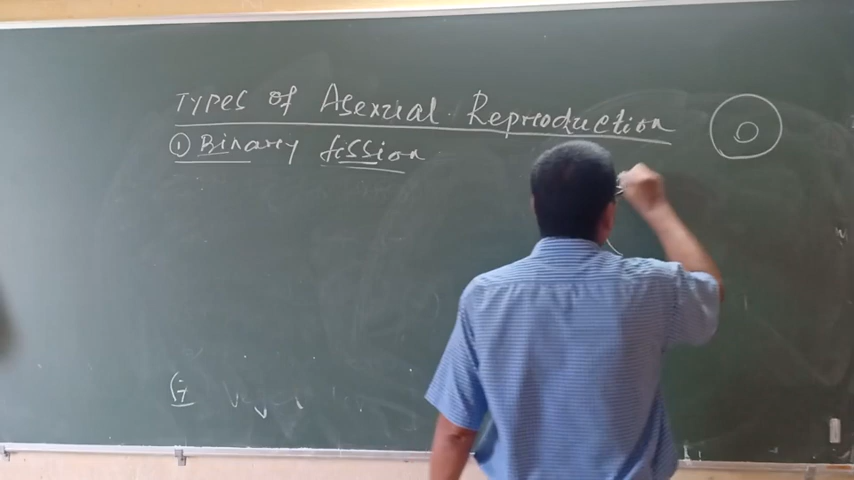 Types of Asexual Reproduction
① Binary fission